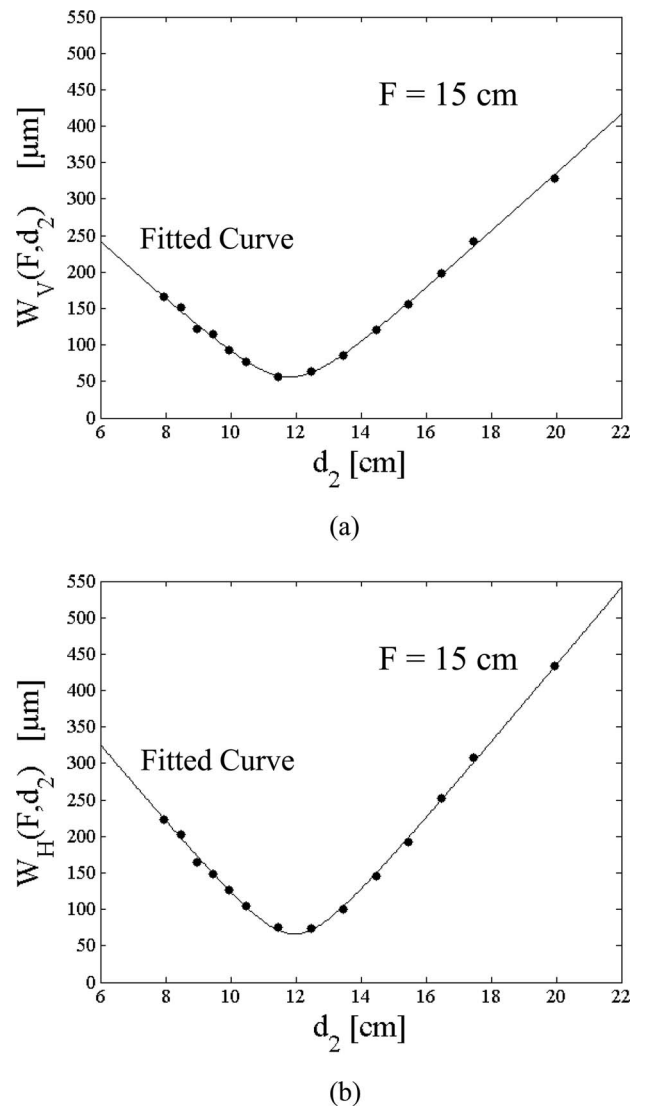 550
500
450
400
350
300
250
200
150
100
50
0
W_V(F,d_2) [µm]
F = 15 cm
Fitted Curve
6 8 10 12 14 16 18 20 22
d_2 [cm]
(a)
550
500
450
400
350
300
250
200
150
100
50
0
W_H(F,d_2) [µm]
F = 15 cm
Fitted Curve
6 8 10 12 14 16 18 20 22
d_2 [cm]
(b)